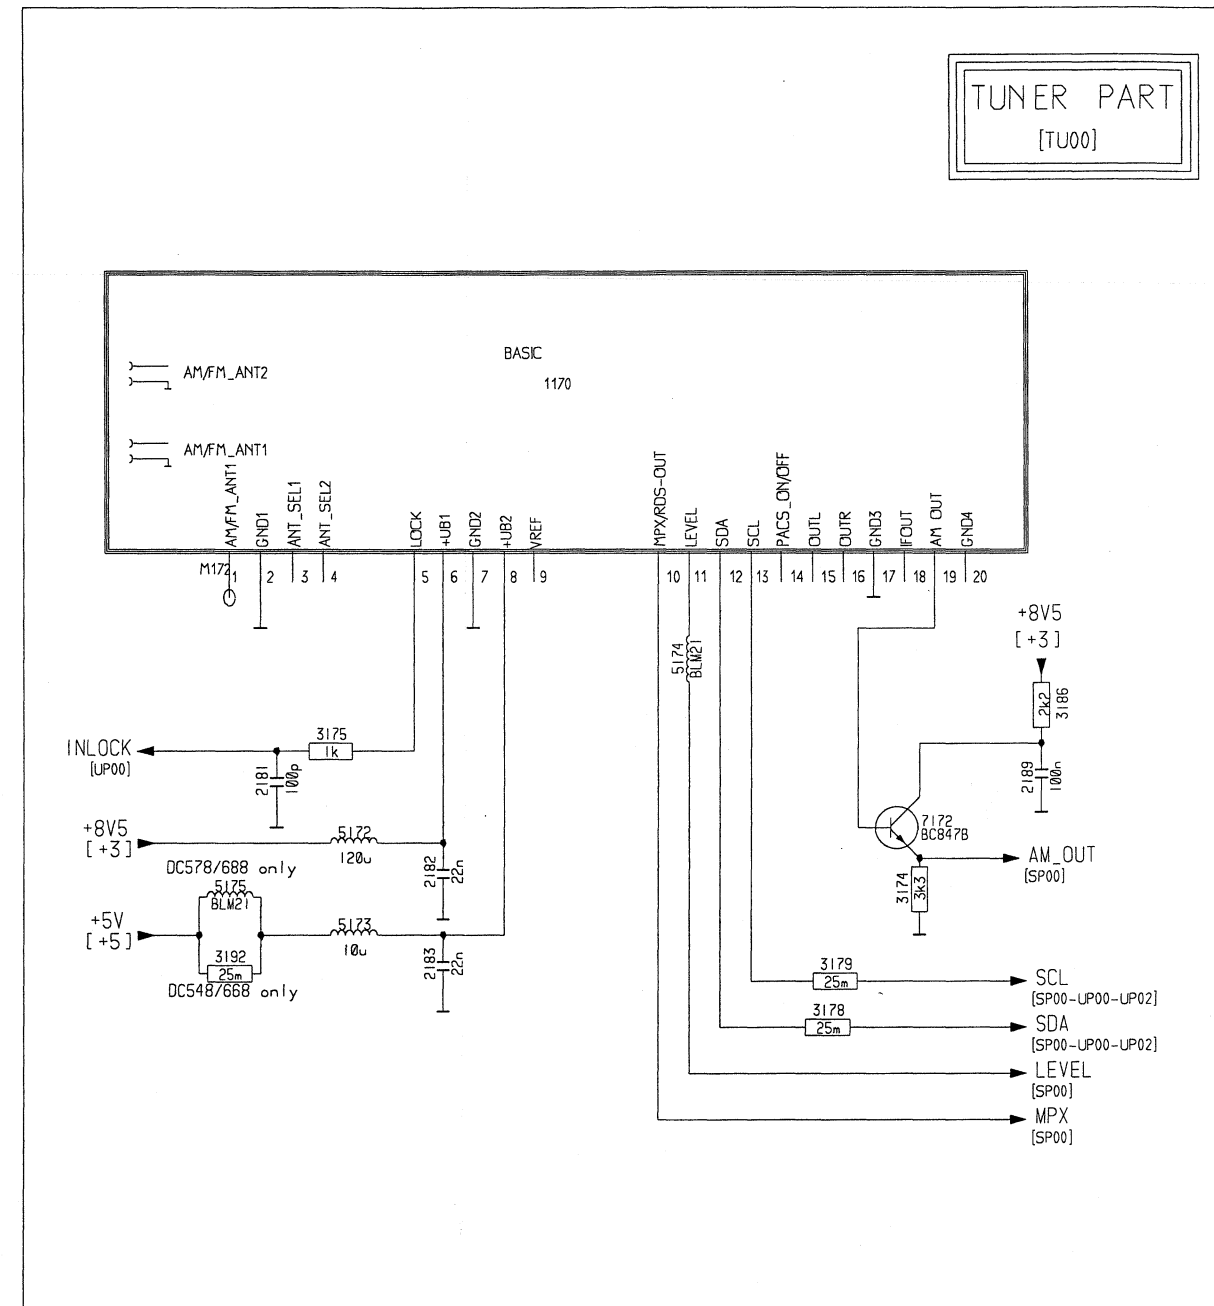 TUNER PART
[TU00]
BASIC
1170
AM/FM_ANT2
AM/FM_ANT1
AM/FM_ANT1
GND1
ANT_SEL1
ANT_SEL2
LOCK
+UB1
GND2
+UB2
VREF
MPX/RDS-OUT
LEVEL
SDA
SCL
PACS_ON/OFF
OUTL
OUTR
GND3
IFOUT
AM_OUT
GND4
M172
1 2 3 4 5 6 7 8 9 10 11 12 13 14 15 16 17 18 19 20
+8V5
[+3]
5174
BLM21
2k2
3186
INLOCK
[UP00]
3175
1k
2181
100p
2189
100n
+8V5
[+3]
5172
120u
7172
BC847B
DC578/688 only
5175
BLM21
2182
22n
AM_OUT
[SP00]
3174
3k3
+5V
[+5]
5173
10u
3192
25m
DC548/668 only
2183
22n
3179
25m
SCL
[SP00-UP00-UP02]
3178
25m
SDA
[SP00-UP00-UP02]
LEVEL
[SP00]
MPX
[SP00]